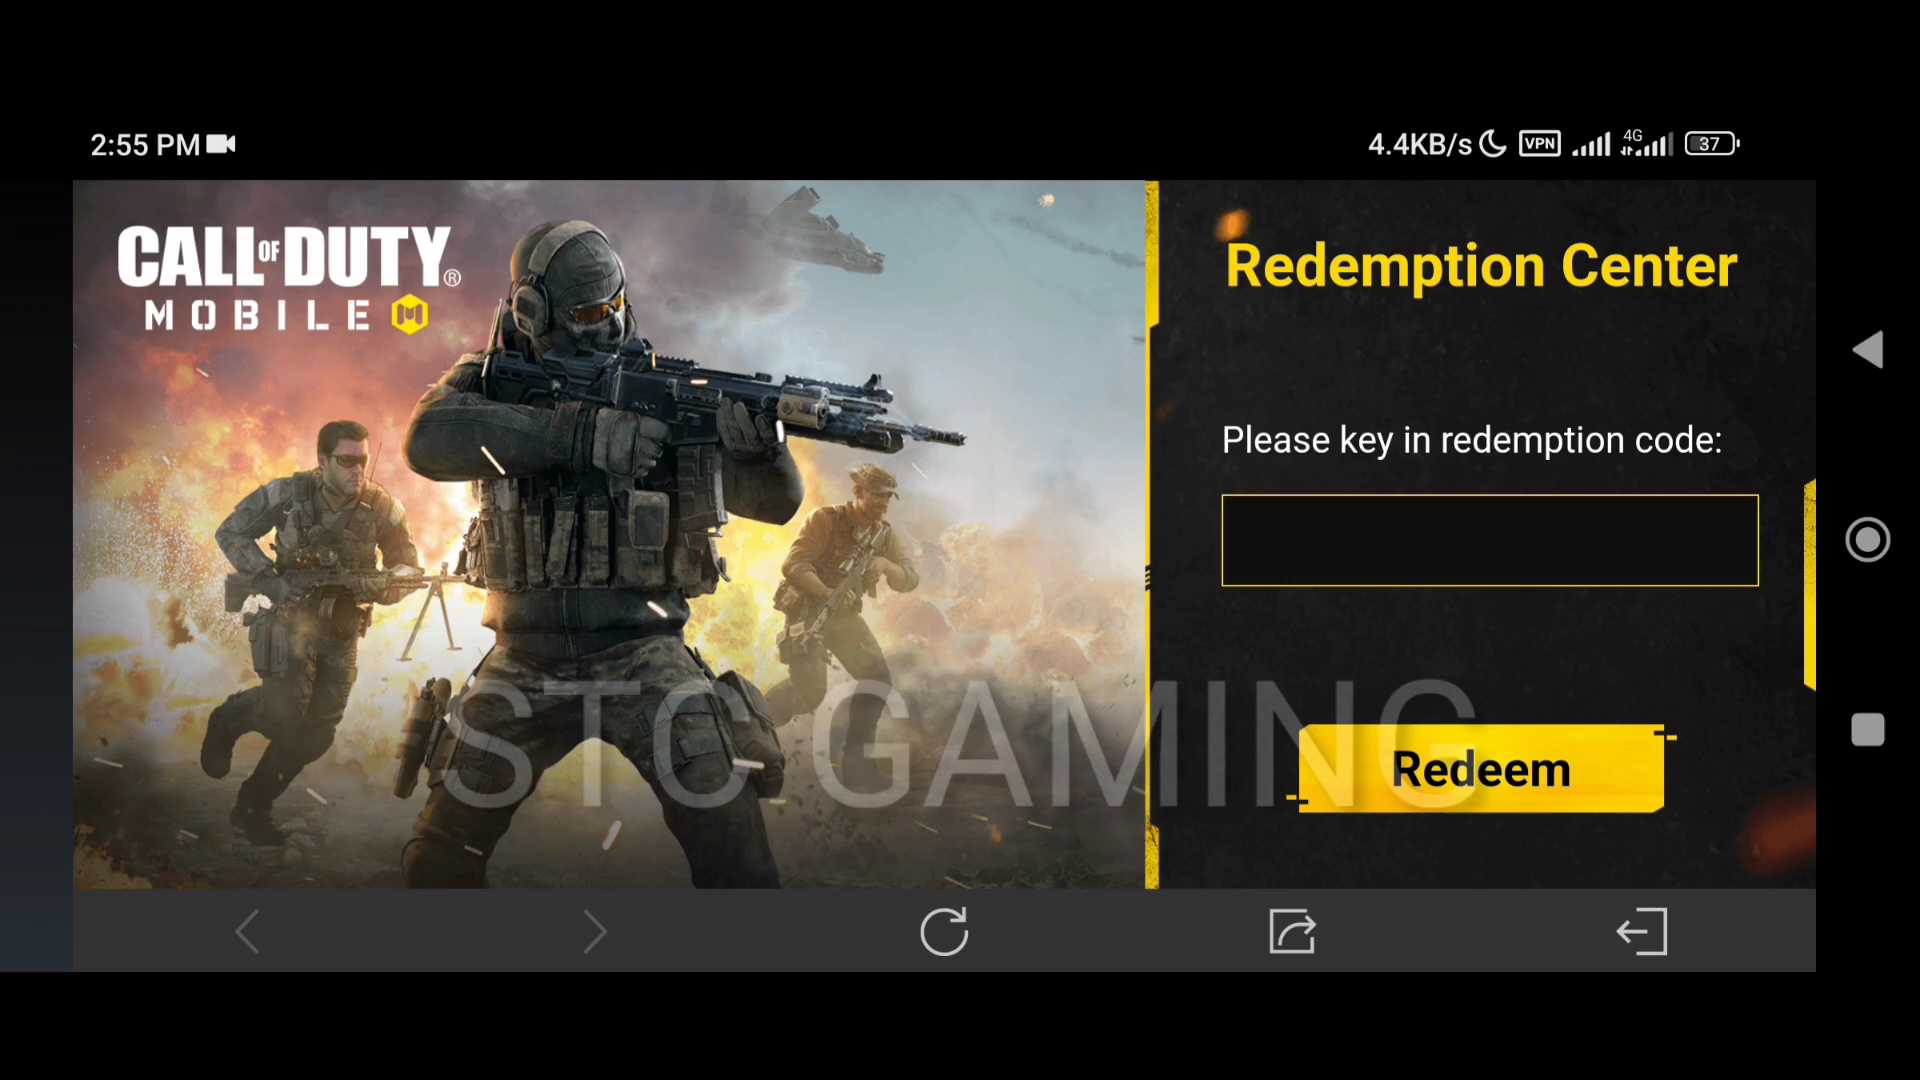 2:55 PM
4.4KB/s VPN 4G 37
CALL OF DUTY®
MOBILE
Redemption Center
Please key in redemption code:
STC GAMING
Redeem